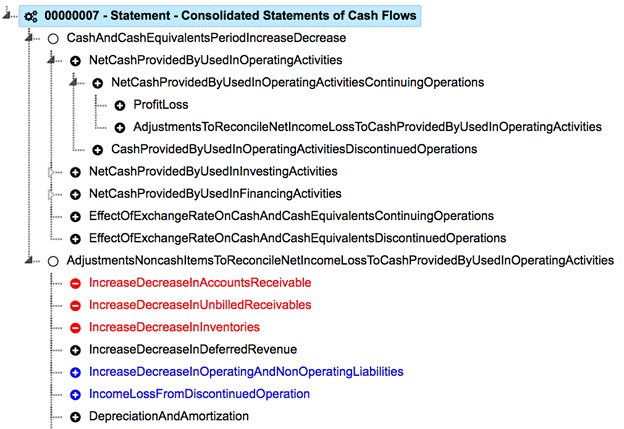 00000007 - Statement - Consolidated Statements of Cash Flows
CashAndCashEquivalentsPeriodIncreaseDecrease
NetCashProvidedByUsedInOperatingActivities
NetCashProvidedByUsedInOperatingActivitiesContinuingOperations
ProfitLoss
AdjustmentsToReconcileNetIncomeLossToCashProvidedByUsedInOperatingActivities
CashProvidedByUsedInOperatingActivitiesDiscontinuedOperations
NetCashProvidedByUsedInInvestingActivities
NetCashProvidedByUsedInFinancingActivities
EffectOfExchangeRateOnCashAndCashEquivalentsContinuingOperations
EffectOfExchangeRateOnCashAndCashEquivalentsDiscontinuedOperations
AdjustmentsNoncashItemsToReconcileNetIncomeLossToCashProvidedByUsedInOperatingActivities
IncreaseDecreaseInAccountsReceivable
IncreaseDecreaseInUnbilledReceivables
IncreaseDecreaseInInventories
IncreaseDecreaseInDeferredRevenue
IncreaseDecreaseInOperatingAndNonOperatingLiabilities
IncomeLossFromDiscontinuedOperation
DepreciationAndAmortization